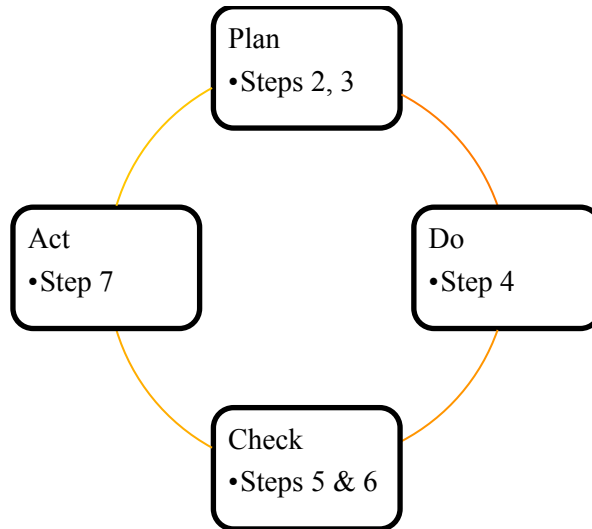 Plan
•Steps 2, 3
Do
•Step 4
Check
•Steps 5 & 6
Act
•Step 7